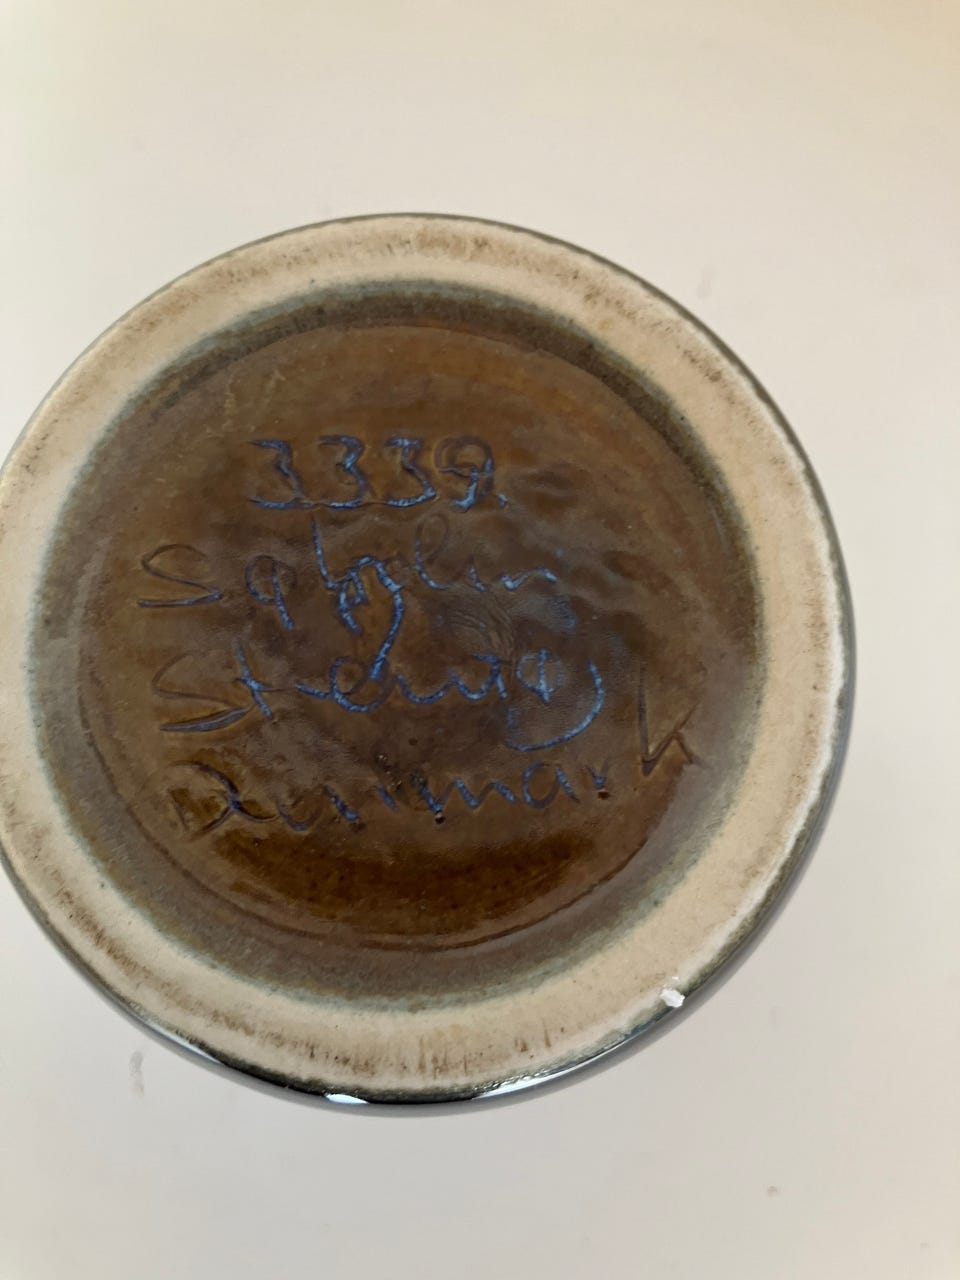 3339
Søholm
Stentøj
Denmark